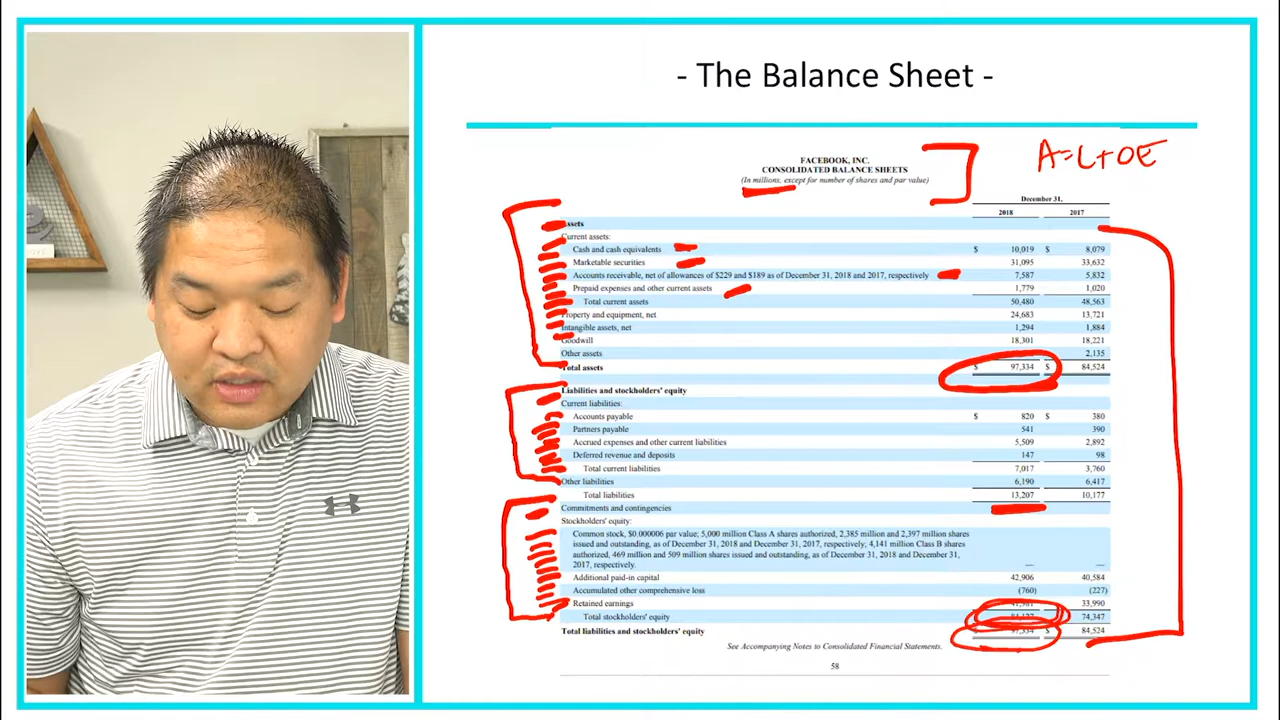 - The Balance Sheet -
A=L+OE
FACEBOOK, INC.
CONSOLIDATED BALANCE SHEETS
(In millions, except for number of shares and par value)
December 31,
2018 2017
Assets
Current assets:
Cash and cash equivalents $ 10,019 $ 8,079
Marketable securities 31,095 33,632
Accounts receivable, net of allowances of $229 and $189 as of December 31, 2018 and 2017, respectively 7,587 5,832
Prepaid expenses and other current assets 1,779 1,020
Total current assets 50,480 48,563
Property and equipment, net 24,683 13,721
Intangible assets, net 1,294 1,884
Goodwill 18,301 18,221
Other assets 2,135
Total assets $ 97,334 $ 84,524
Liabilities and stockholders' equity
Current liabilities:
Accounts payable $ 820 $ 380
Partners payable 541 390
Accrued expenses and other current liabilities 5,509 2,892
Deferred revenue and deposits 147 98
Total current liabilities 7,017 3,760
Other liabilities 6,190 6,417
Total liabilities 13,207 10,177
Commitments and contingencies
Stockholders' equity:
Common stock, $0.000006 par value; 5,000 million Class A shares authorized, 2,385 million and 2,397 million shares
issued and outstanding, as of December 31, 2018 and December 31, 2017, respectively; 4,141 million Class B shares
authorized, 469 million and 509 million shares issued and outstanding, as of December 31, 2018 and December 31,
2017, respectively. — —
Additional paid-in capital 42,906 40,584
Accumulated other comprehensive loss (760) (227)
Retained earnings 33,990
Total stockholders' equity 74,347
Total liabilities and stockholders' equity $ 97,334 $ 84,524
See Accompanying Notes to Consolidated Financial Statements.
58